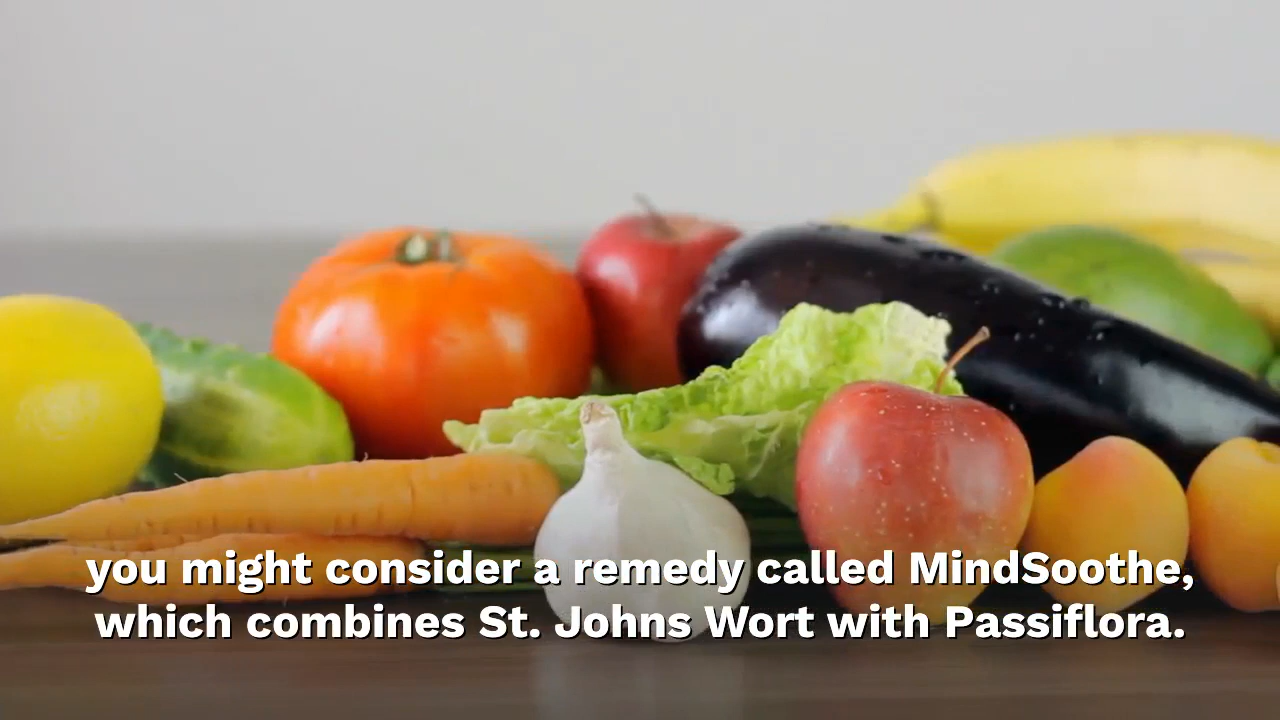 you might consider a remedy called MindSoothe,
which combines St. Johns Wort with Passiflora.